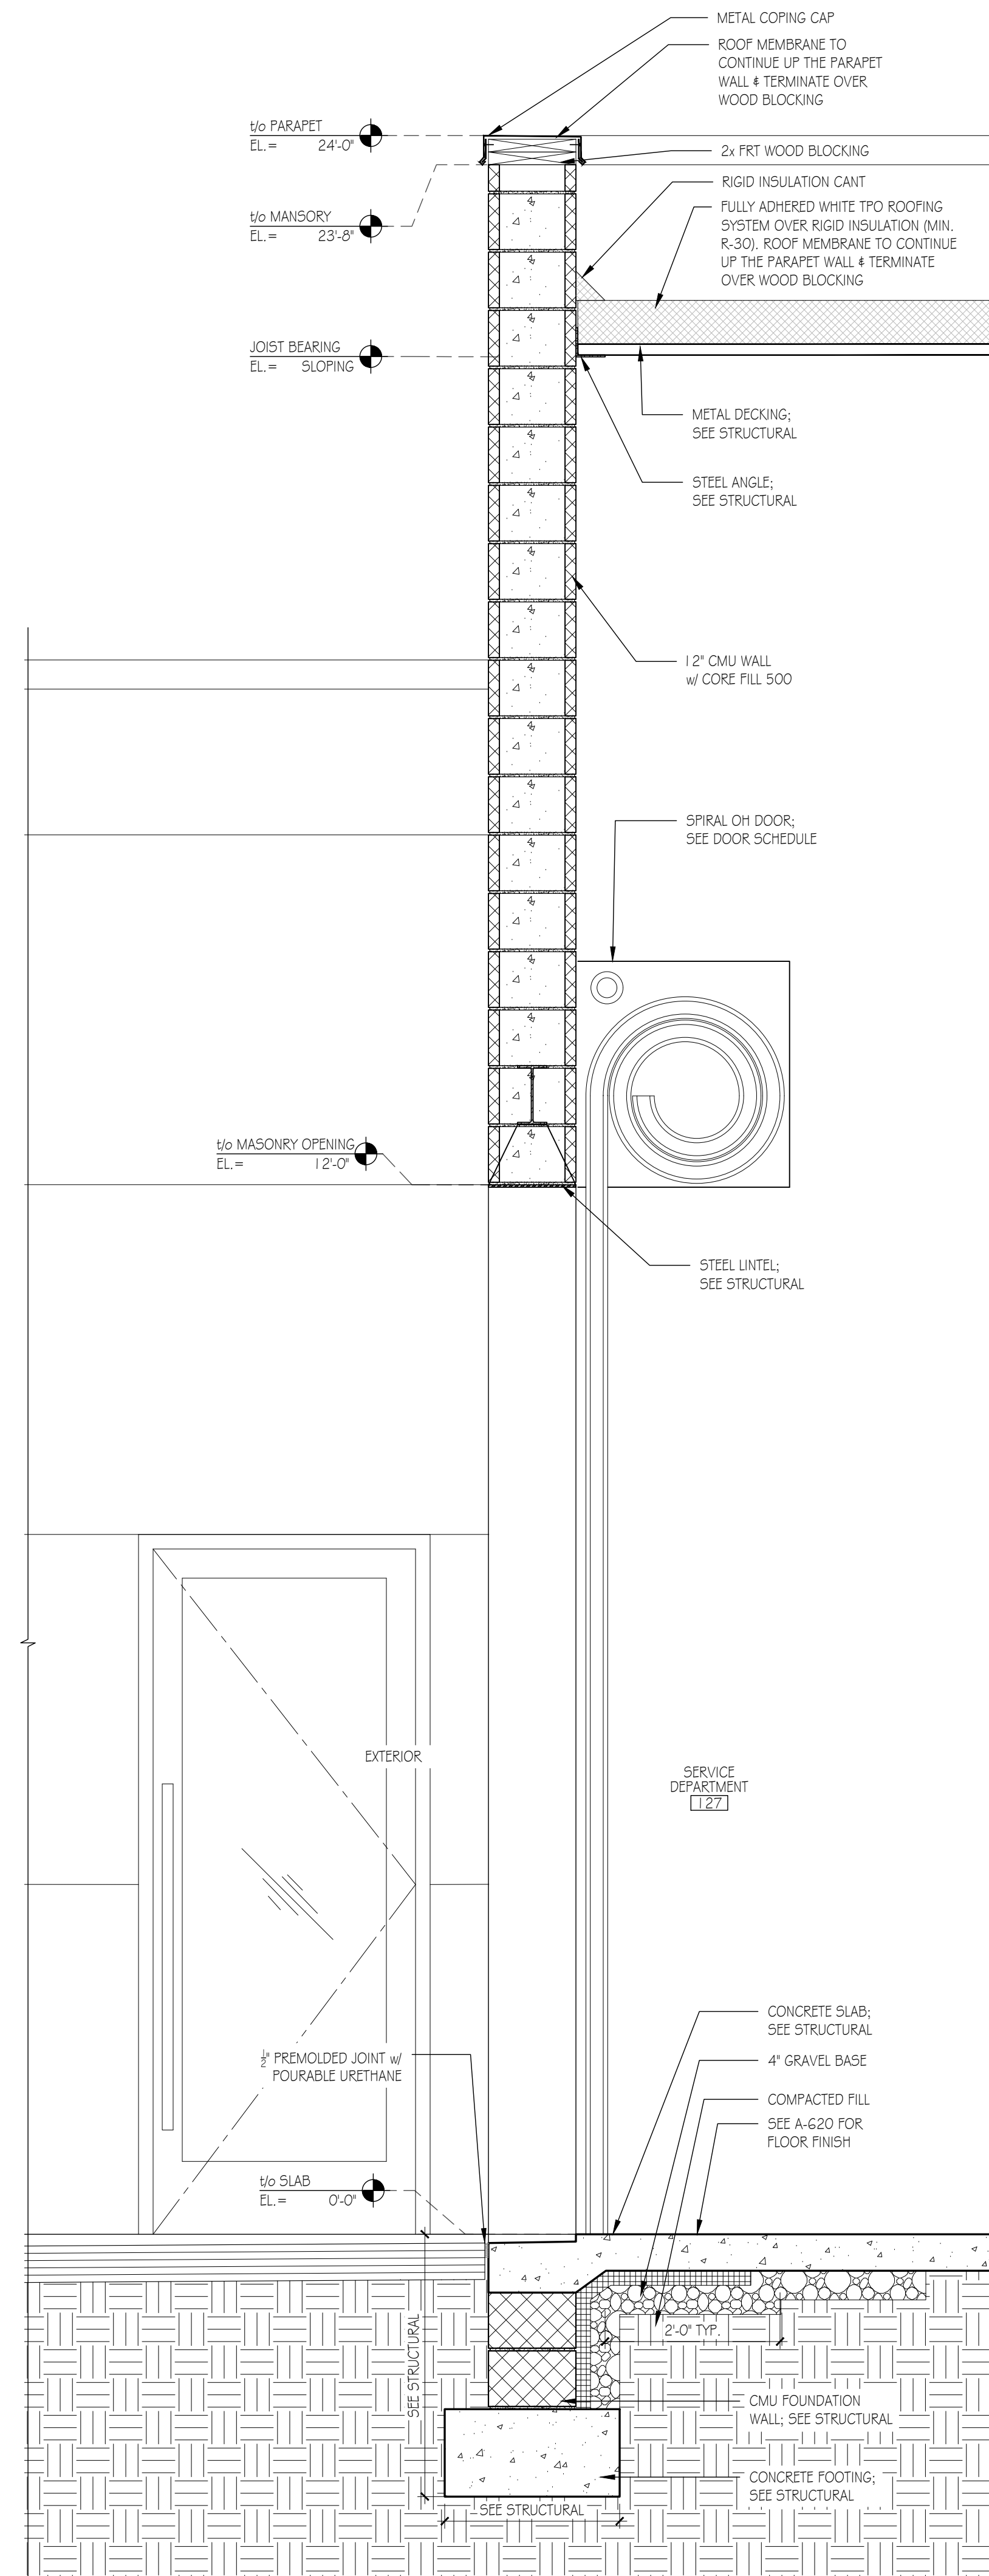 METAL COPING CAP
ROOF MEMBRANE TO
CONTINUE UP THE PARAPET
WALL & TERMINATE OVER
WOOD BLOCKING
t/o PARAPET
EL.= 24'-0"
2x FRT WOOD BLOCKING
RIGID INSULATION CANT
FULLY ADHERED WHITE TPO ROOFING
SYSTEM OVER RIGID INSULATION (MIN.
R-30). ROOF MEMBRANE TO CONTINUE
UP THE PARAPET WALL & TERMINATE
OVER WOOD BLOCKING
t/o MANSORY
EL.= 23'-8"
JOIST BEARING
EL.= SLOPING
METAL DECKING;
SEE STRUCTURAL
STEEL ANGLE;
SEE STRUCTURAL
12" CMU WALL
w/ CORE FILL 500
SPIRAL OH DOOR;
SEE DOOR SCHEDULE
t/o MASONRY OPENING
EL.= 12'-0"
STEEL LINTEL;
SEE STRUCTURAL
EXTERIOR
SERVICE
DEPARTMENT
127
CONCRETE SLAB;
SEE STRUCTURAL
4" GRAVEL BASE
COMPACTED FILL
SEE A-620 FOR
FLOOR FINISH
½" PREMOLDED JOINT w/
POURABLE URETHANE
t/o SLAB
EL.= 0'-0"
SEE STRUCTURAL
2'-0" TYP.
CMU FOUNDATION
WALL; SEE STRUCTURAL
CONCRETE FOOTING;
SEE STRUCTURAL
SEE STRUCTURAL